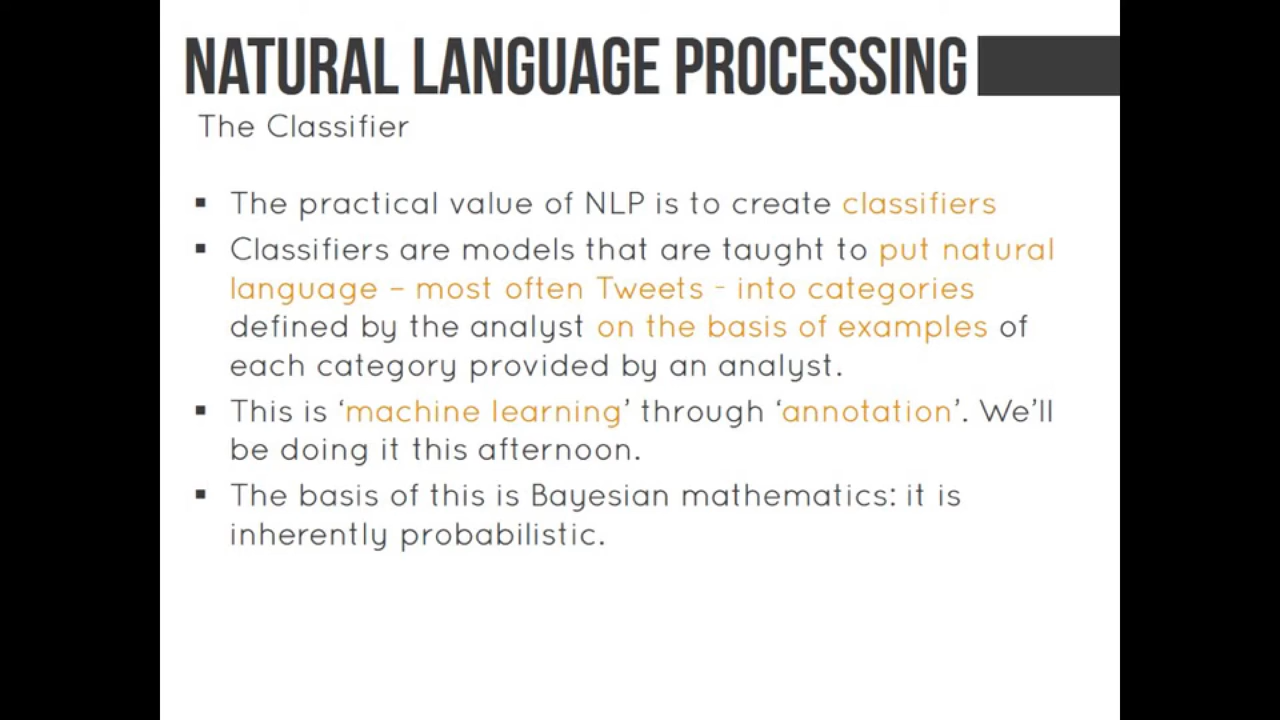 NATURAL LANGUAGE PROCESSING
The Classifier
▪ The practical value of NLP is to create classifiers
▪ Classifiers are models that are taught to put natural
language – most often Tweets - into categories
defined by the analyst on the basis of examples of
each category provided by an analyst.
▪ This is ‘machine learning’ through ‘annotation’. We’ll
be doing it this afternoon.
▪ The basis of this is Bayesian mathematics: it is
inherently probabilistic.